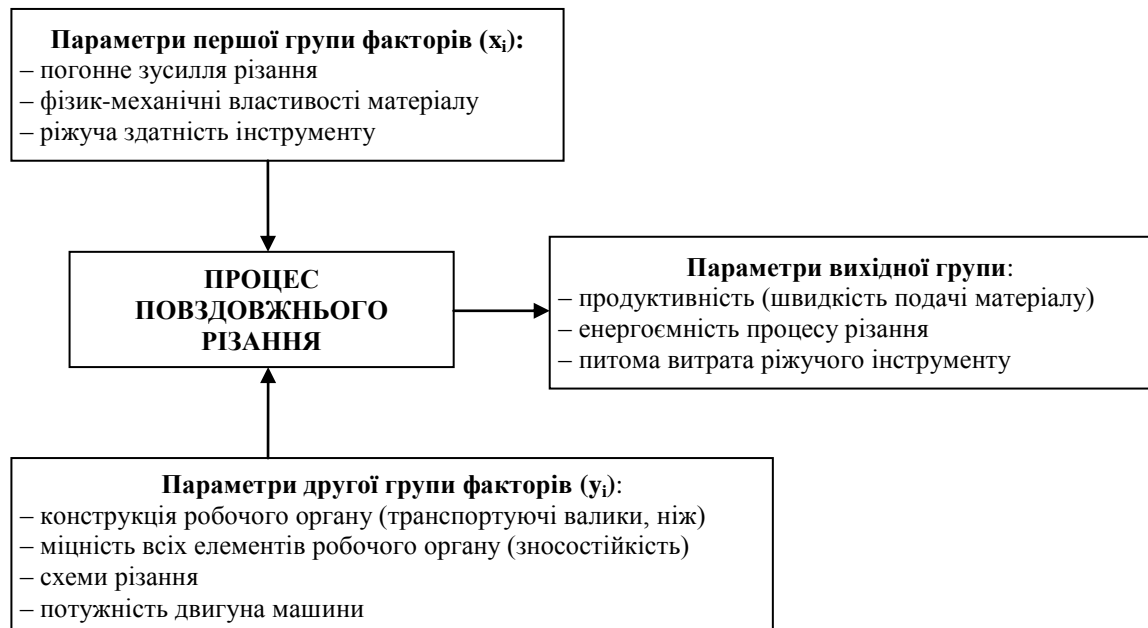 Параметри першої групи факторів (xi):
– погонне зусилля різання
– фізик-механічні властивості матеріалу
– ріжуча здатність інструменту
ПРОЦЕС
ПОВЗДОВЖНЬОГО
РІЗАННЯ
Параметри вихідної групи:
– продуктивність (швидкість подачі матеріалу)
– енергоємність процесу різання
– питома витрата ріжучого інструменту
Параметри другої групи факторів (yi):
– конструкція робочого органу (транспортуючі валики, ніж)
– міцність всіх елементів робочого органу (зносостійкість)
– схеми різання
– потужність двигуна машини